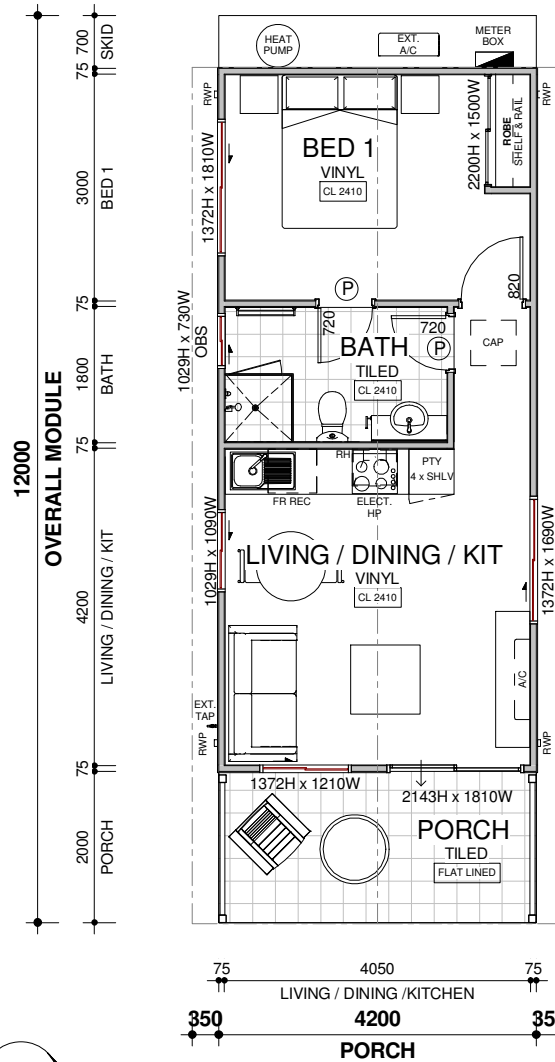 700
SKID
HEAT
PUMP
EXT.
A/C
METER
BOX
75
RWP
RWP
3000
BED 1
1372H x 1810W
BED 1
VINYL
CL 2410
2200H x 1500W
ROBE
SHELF & RAIL
P
820
75
12000
OVERALL MODULE
1800
BATH
1029H x 730W
OBS
720
720
BATH
P
CAP
TILED
CL 2410
75
RH
PTY
4 x SHLV
FR REC
ELECT.
HP
4200
LIVING / DINING / KIT
1029H x 1090W
LIVING / DINING / KIT
VINYL
CL 2410
1372H x 1690W
A/C
EXT.
TAP
RWP
RWP
75
1372H x 1210W
2143H x 1810W
2000
PORCH
PORCH
TILED
FLAT LINED
75
4050
75
LIVING / DINING /KITCHEN
350
4200
35
PORCH